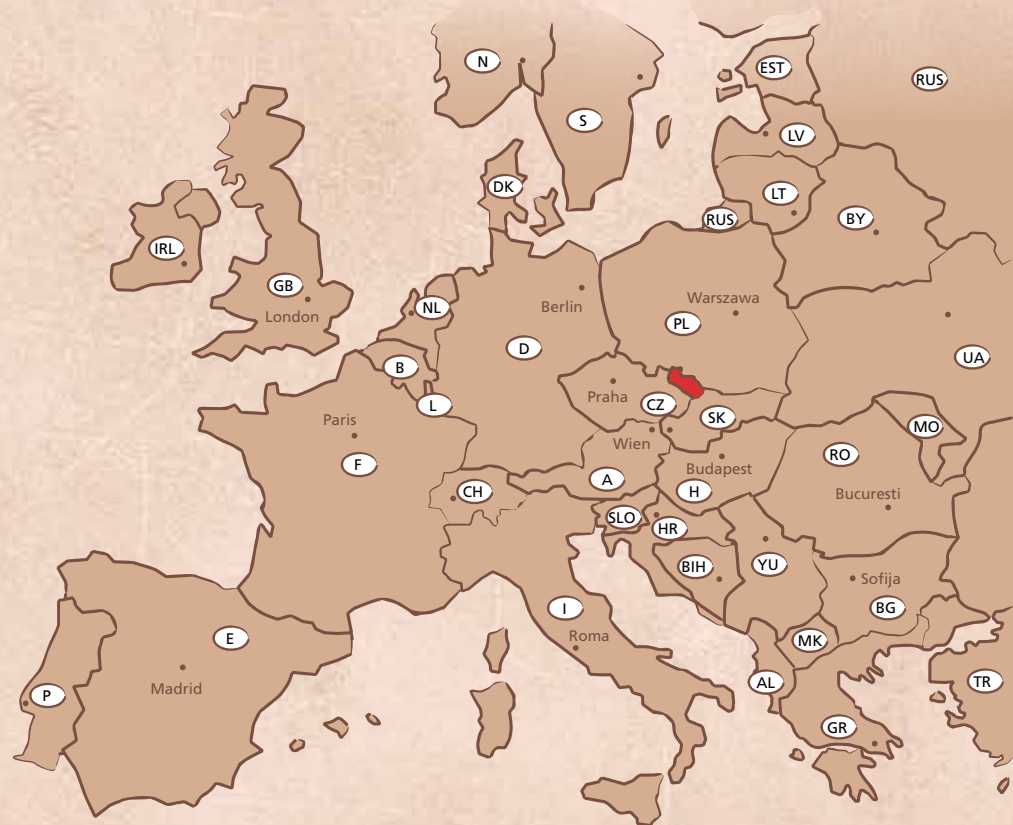 N
EST
RUS
S
LV
DK
LT
RUS
BY
IRL
GB
London
NL
Berlin
Warszawa
PL
D
UA
B
Praha
CZ
L
SK
Paris
MO
Wien
F
RO
Budapest
A
CH
H
Bucuresti
SLO
HR
BIH
YU
Sofija
I
BG
E
Roma
MK
AL
TR
Madrid
P
GR